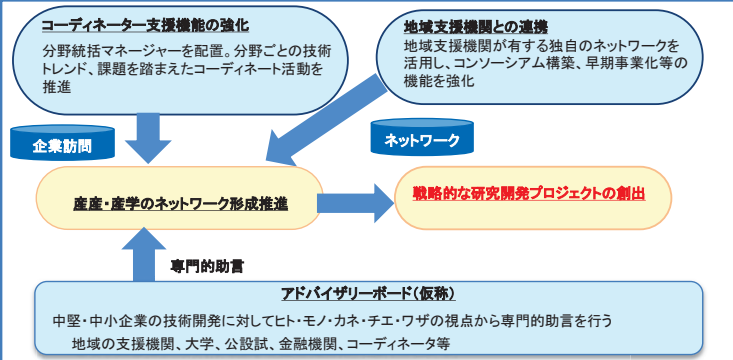 コーディネーター支援機能の強化
分野統括マネージャーを配置。分野ごとの技術
トレンド、課題を踏まえたコーディネート活動を
推進
地域支援機関との連携
地域支援機関が有する独自のネットワークを
活用し、コンソーシアム構築、早期事業化等の
機能を強化
企業訪問
ネットワーク
産産・産学のネットワーク形成推進
戦略的な研究開発プロジェクトの創出
専門的助言
アドバイザリーボード(仮称)
中堅・中小企業の技術開発に対してヒト・モノ・カネ・チエ・ワザの視点から専門的助言を行う
地域の支援機関、大学、公設試、金融機関、コーディネータ等